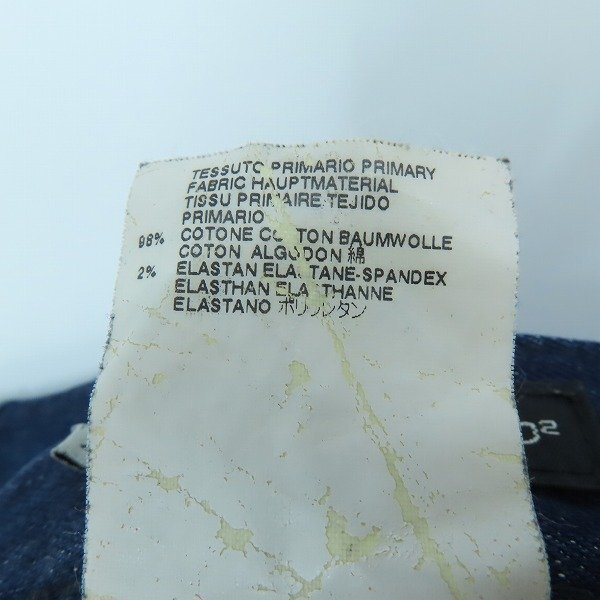 TESSUTO PRIMARIO PRIMARY
FABRIC HAUPTMATERIAL
TISSU PRIMAIRE TEJIDO
PRIMARIO
98% COTONE COTTON BAUMWOLLE
COTON ALGODON 綿
2% ELASTAN ELASTANE-SPANDEX
ELASTHAN ELASTHANNE
ELASTANO ポリウレタン